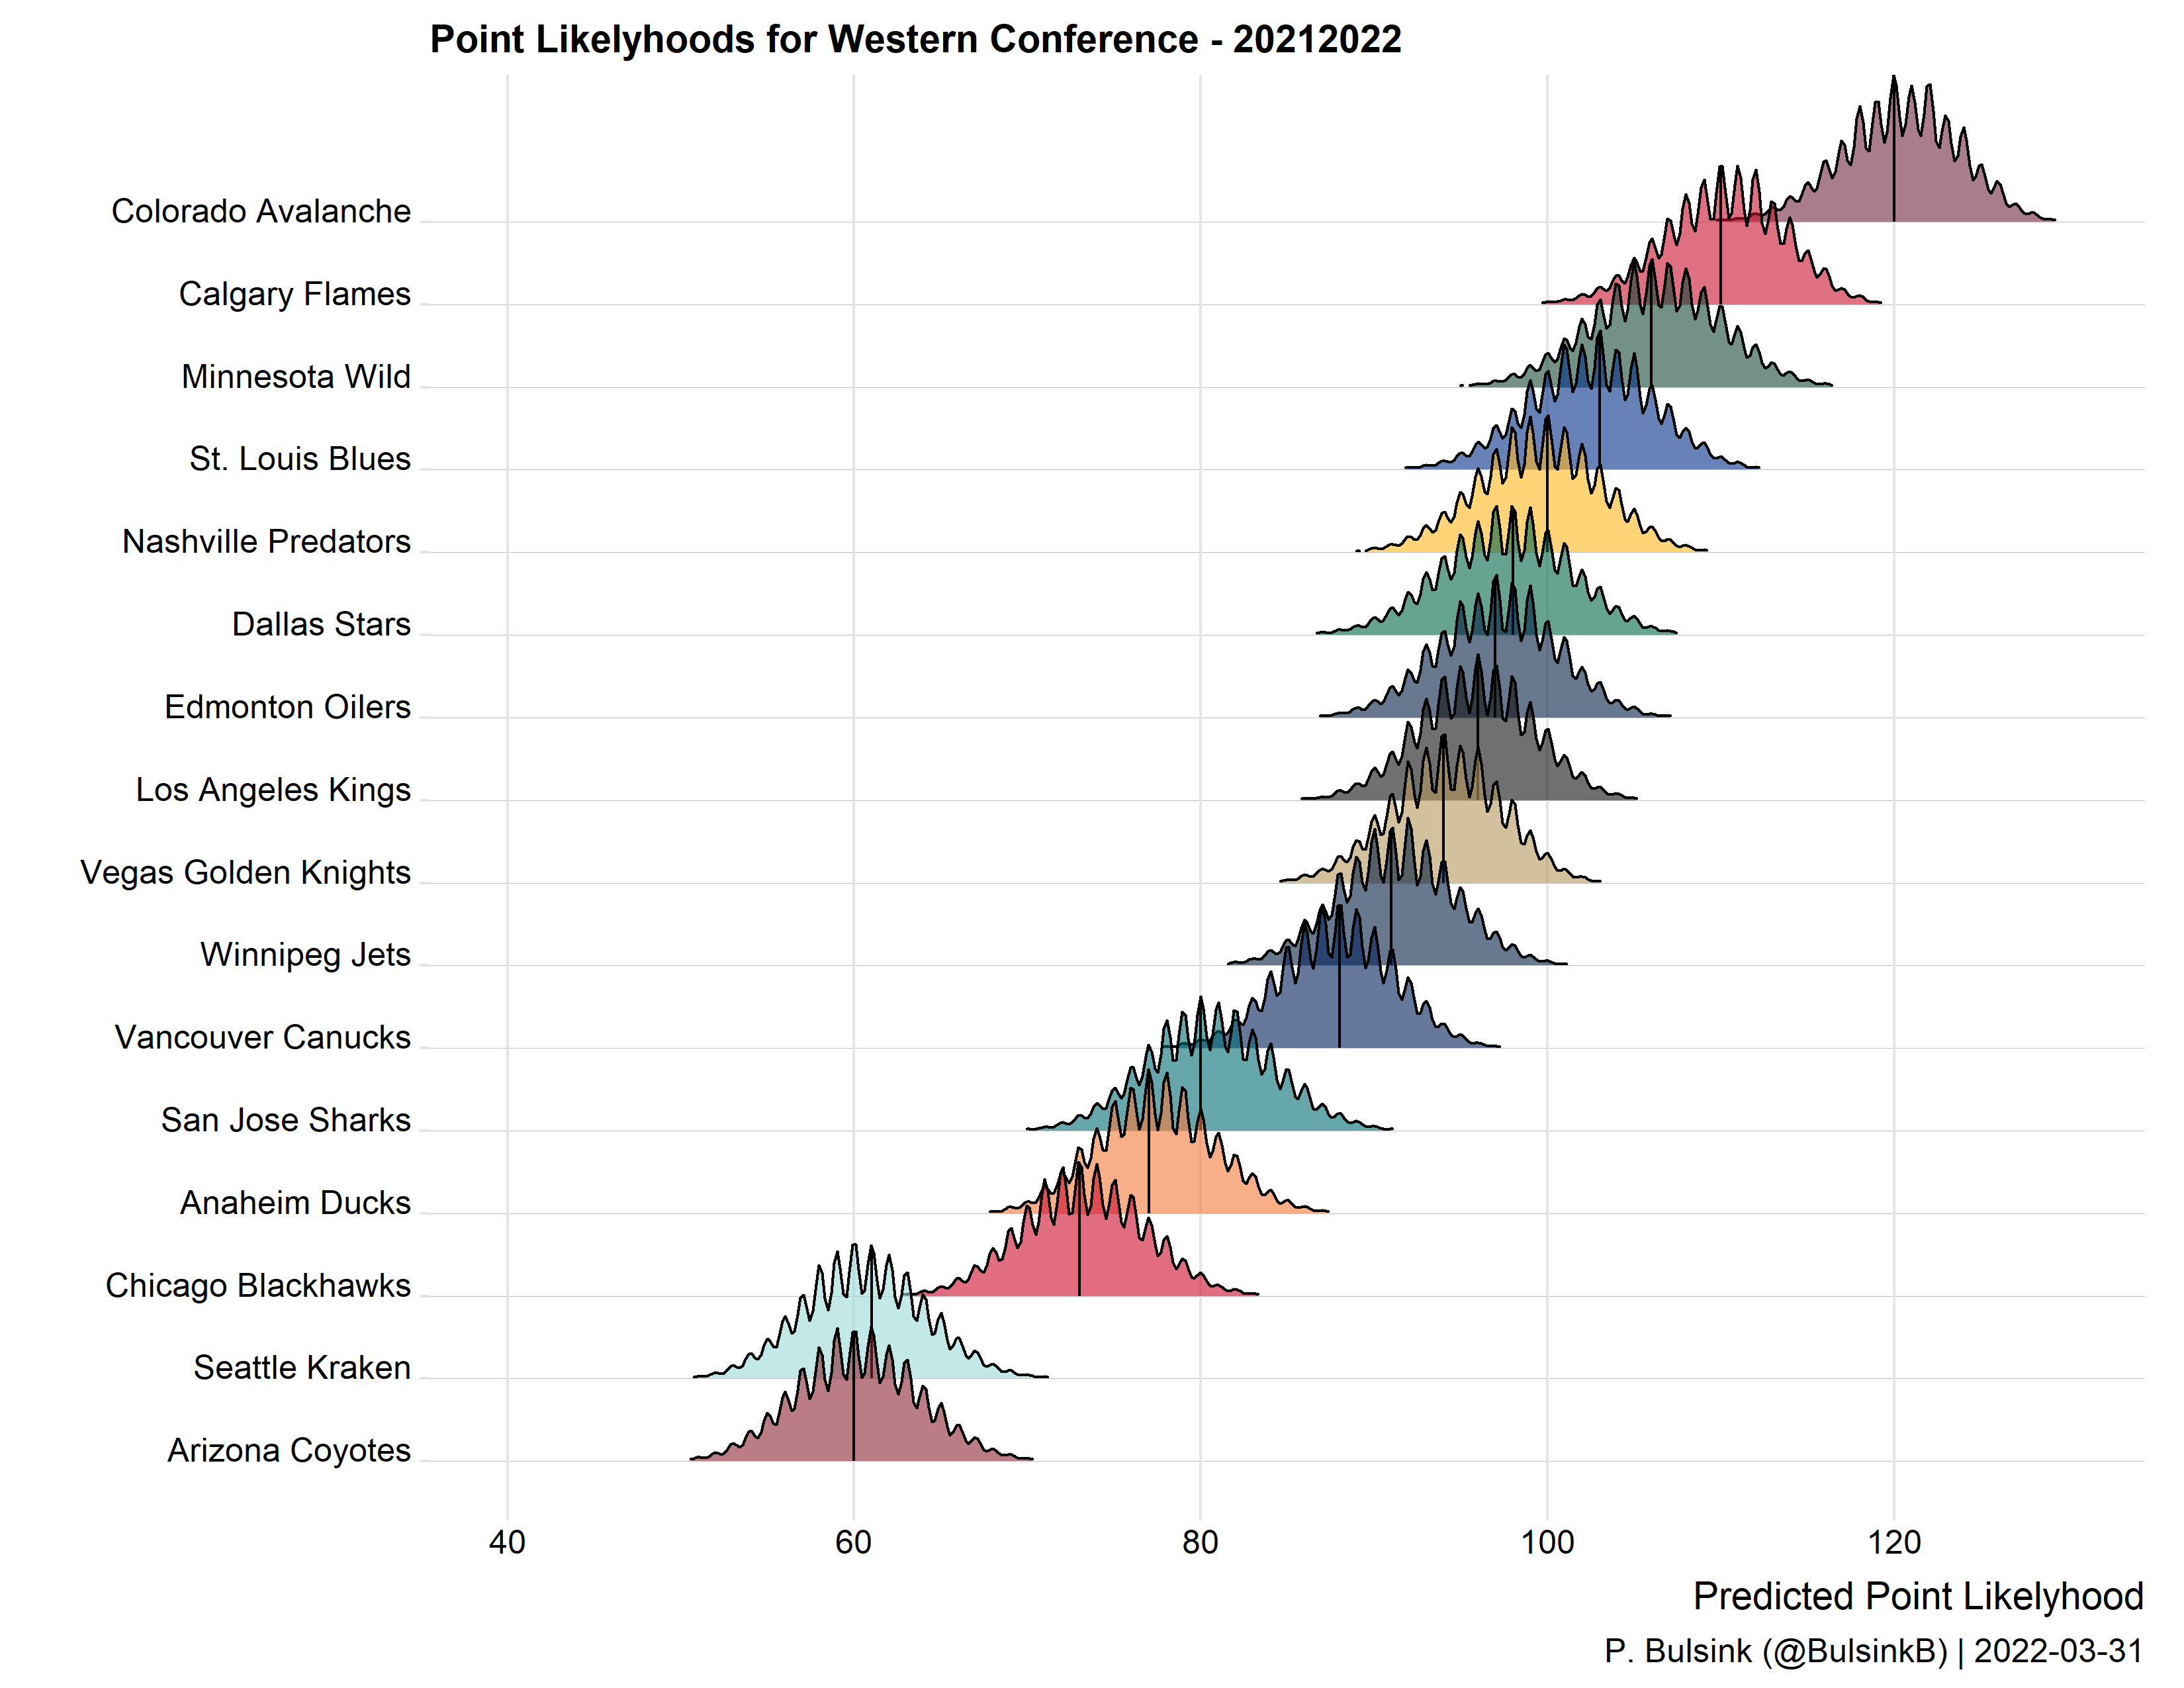 Point Likelyhoods for Western Conference - 20212022
Colorado Avalanche
Calgary Flames
Minnesota Wild
St. Louis Blues
Nashville Predators
Dallas Stars
Edmonton Oilers
Los Angeles Kings
Vegas Golden Knights
Winnipeg Jets
Vancouver Canucks
San Jose Sharks
Anaheim Ducks
Chicago Blackhawks
Seattle Kraken
Arizona Coyotes
40 60 80 100 120
Predicted Point Likelyhood
P. Bulsink (@BulsinkB) | 2022-03-31